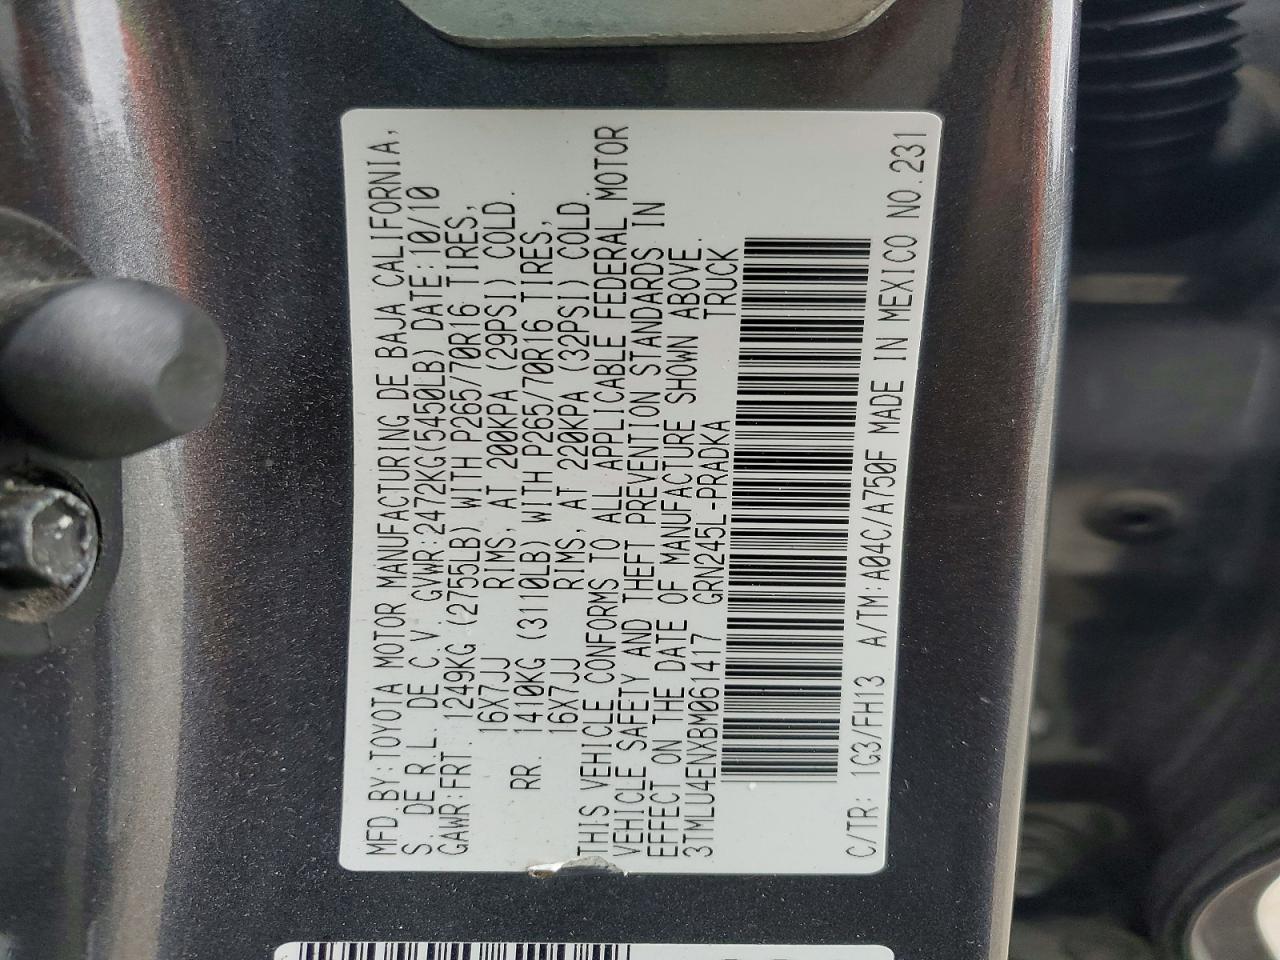 MFD BY: TOYOTA MOTOR MANUFACTURING DE BAJA CALIFORNIA,
S. DE R.L. DE C.V. GVWR:2472KG(5450LB) DATE:10/10
GAWR:FRT. 1249KG (2755LB) WITH P265/70R16 TIRES,
16X7JJ RIMS, AT 200KPA (29PSI) COLD.
RR. 1410KG (3110LB) WITH P265/70R16 TIRES,
16X7JJ RIMS, AT 220KPA (32PSI) COLD.
THIS VEHICLE CONFORMS TO ALL APPLICABLE FEDERAL MOTOR
VEHICLE SAFETY AND THEFT PREVENTION STANDARDS IN
EFFECT ON THE DATE OF MANUFACTURE SHOWN ABOVE.
3TMLU4ENXBM061417 GRN245L-PRADKA TRUCK
C/TR: 1G3/FH13 A/TM:A04C/A750F MADE IN MEXICO NO.231